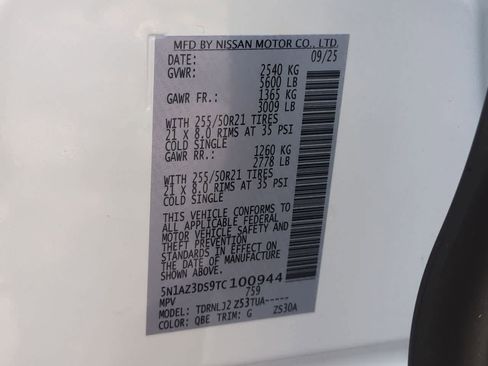 MFD BY NISSAN MOTOR CO., LTD.
DATE: 09/25
GVWR: 2540 KG
5600 LB
GAWR FR.: 1365 KG
3009 LB
WITH 255/50R21 TIRES
21 x 8.0 RIMS AT 35 PSI
COLD SINGLE
GAWR RR.: 1260 KG
2778 LB
WITH 255/50R21 TIRES
21 x 8.0 RIMS AT 35 PSI
COLD SINGLE
THIS VEHICLE CONFORMS TO
ALL APPLICABLE FEDERAL
MOTOR VEHICLE SAFETY AND
THEFT PREVENTION
STANDARDS IN EFFECT ON
THE DATE OF MANUFACTURE
SHOWN ABOVE.
5N1AZ3DS9TC100944
MPV 759
MODEL: TDRNLJ2 Z53TUA-----
COLOR: QBE TRIM: G ZS30A